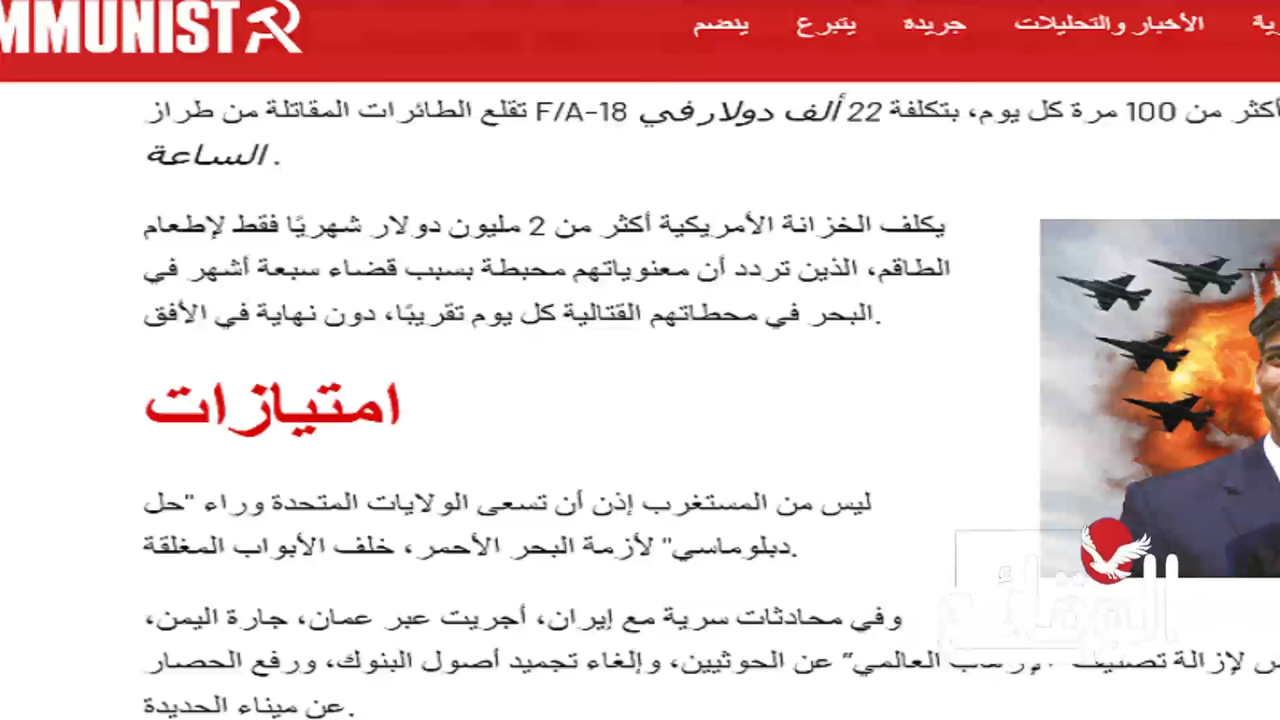 MMUNIST
الأخبار والتحليلات جريدة يتبرع ينضم
أكثر من 100 مرة كل يوم، بتكلفة 22 ألف دولار في F/A-18 تقلع الطائرات المقاتلة من طراز
الساعة .
يكلف الخزانة الأمريكية أكثر من 2 مليون دولار شهريًا فقط لإطعام
الطاقم، الذين تردد أن معنوياتهم محبطة بسبب قضاء سبعة أشهر في
البحر في محطاتهم القتالية كل يوم تقريبًا، دون نهاية في الأفق.
امتيازات
ليس من المستغرب إذن أن تسعى الولايات المتحدة وراء "حل
دبلوماسي" لأزمة البحر الأحمر، خلف الأبواب المغلقة.
وفي محادثات سرية مع إيران، أجريت عبر عمان، جارة اليمن،
لإزالة تصنيف "الإرهاب العالمي" عن الحوثيين، وإلغاء تجميد أصول البنوك، ورفع الحصار
عن ميناء الحديدة.